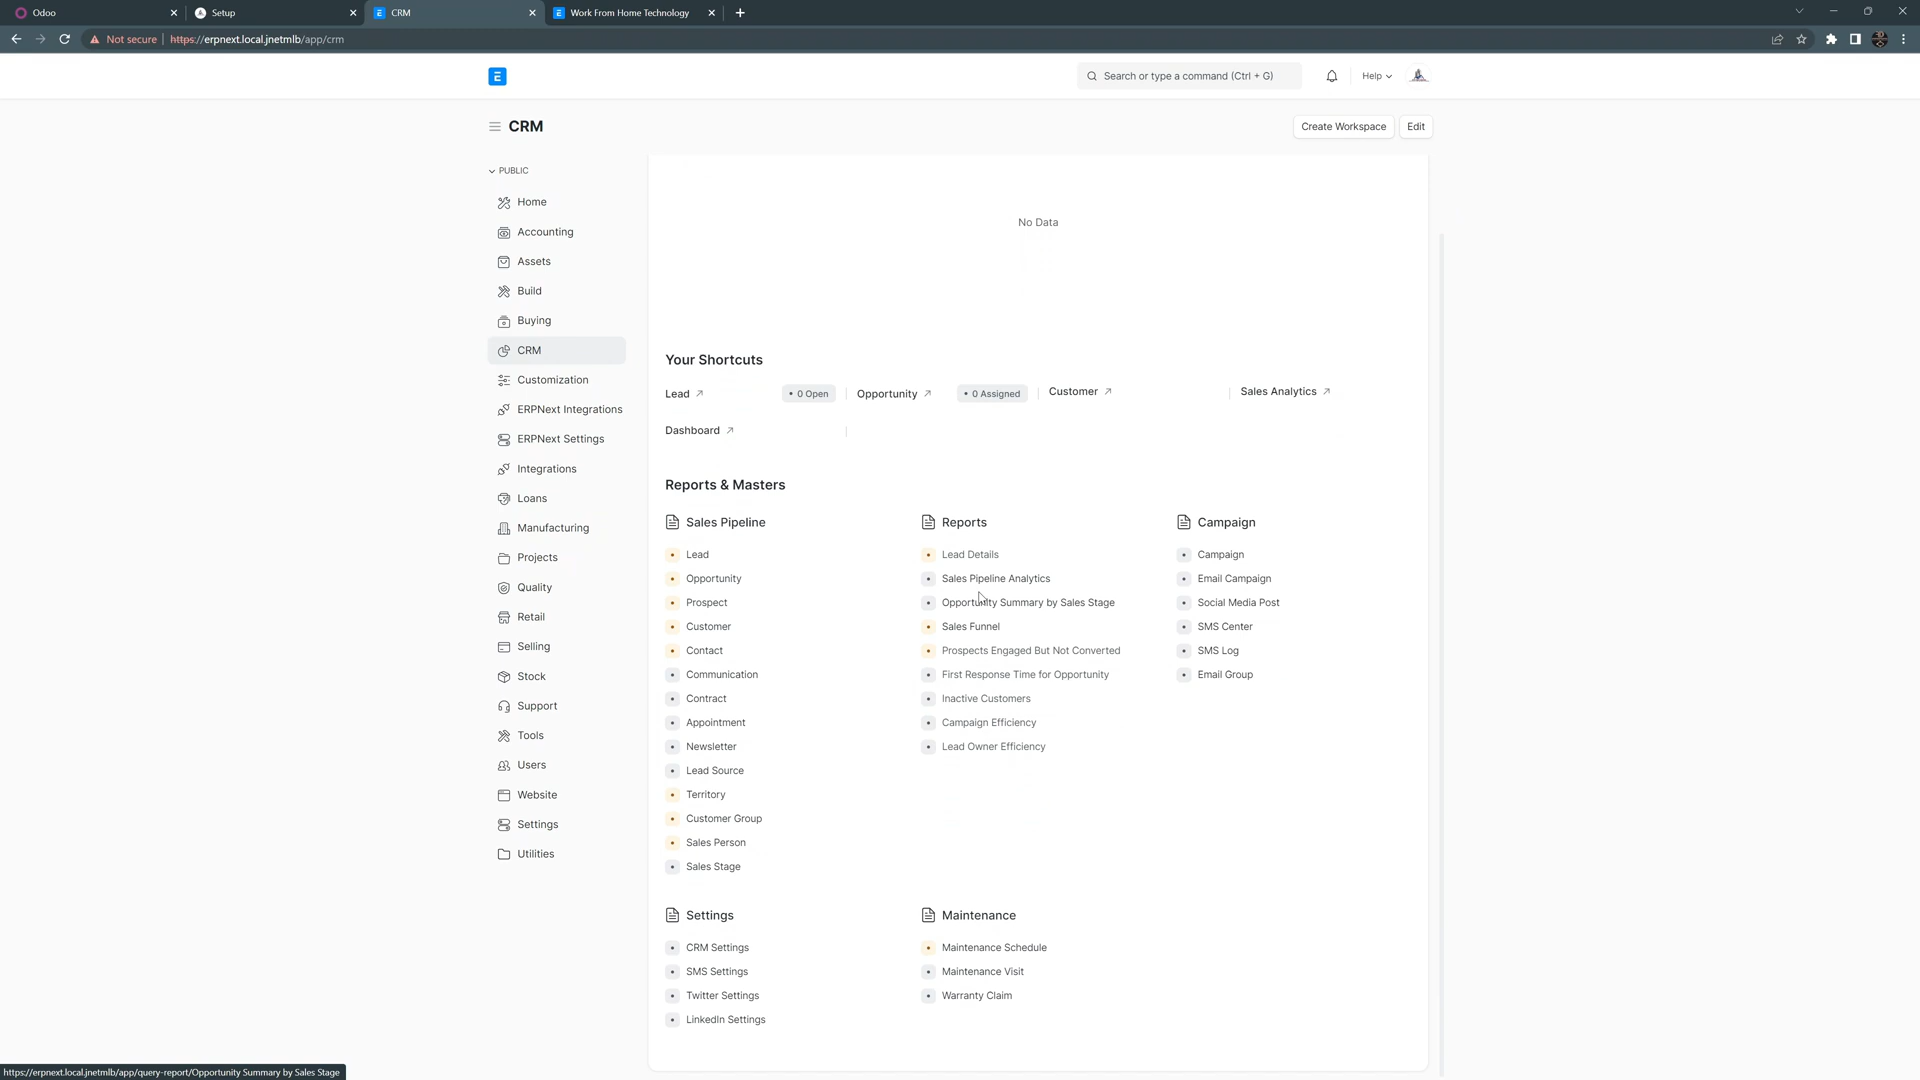 Odoo
Setup
CRM
Work From Home Technology
Not secure
https://erpnext.local.jnetmlb/app/crm
E
Search or type a command (Ctrl + G)
Help
CRM
Create Workspace
Edit
PUBLIC
Home
Accounting
Assets
Build
Buying
CRM
Customization
ERPNext Integrations
ERPNext Settings
Integrations
Loans
Manufacturing
Projects
Quality
Retail
Selling
Stock
Support
Tools
Users
Website
Settings
Utilities
No Data
Your Shortcuts
Lead
0 Open
Opportunity
0 Assigned
Customer
Sales Analytics
Dashboard
Reports & Masters
Sales Pipeline
Lead
Opportunity
Prospect
Customer
Contact
Communication
Contract
Appointment
Newsletter
Lead Source
Territory
Customer Group
Sales Person
Sales Stage
Reports
Lead Details
Sales Pipeline Analytics
Opportunity Summary by Sales Stage
Sales Funnel
Prospects Engaged But Not Converted
First Response Time for Opportunity
Inactive Customers
Campaign Efficiency
Lead Owner Efficiency
Campaign
Campaign
Email Campaign
Social Media Post
SMS Center
SMS Log
Email Group
Settings
CRM Settings
SMS Settings
Twitter Settings
LinkedIn Settings
Maintenance
Maintenance Schedule
Maintenance Visit
Warranty Claim
https://erpnext.local.jnetmlb/app/query-report/Opportunity Summary by Sales Stage